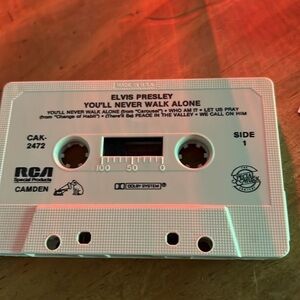 MADE IN U.S.A.
ELVIS PRESLEY
YOU'LL NEVER WALK ALONE
YOU'LL NEVER WALK ALONE (from "Carousel") • WHO AM I? • LET US PRAY
(from "Change of Habit") • (There'll Be) PEACE IN THE VALLEY • WE CALL ON HIM
CAK-
2472
SIDE
1
100 50 0
RCA
Special Products
CAMDEN
DOLBY SYSTEM